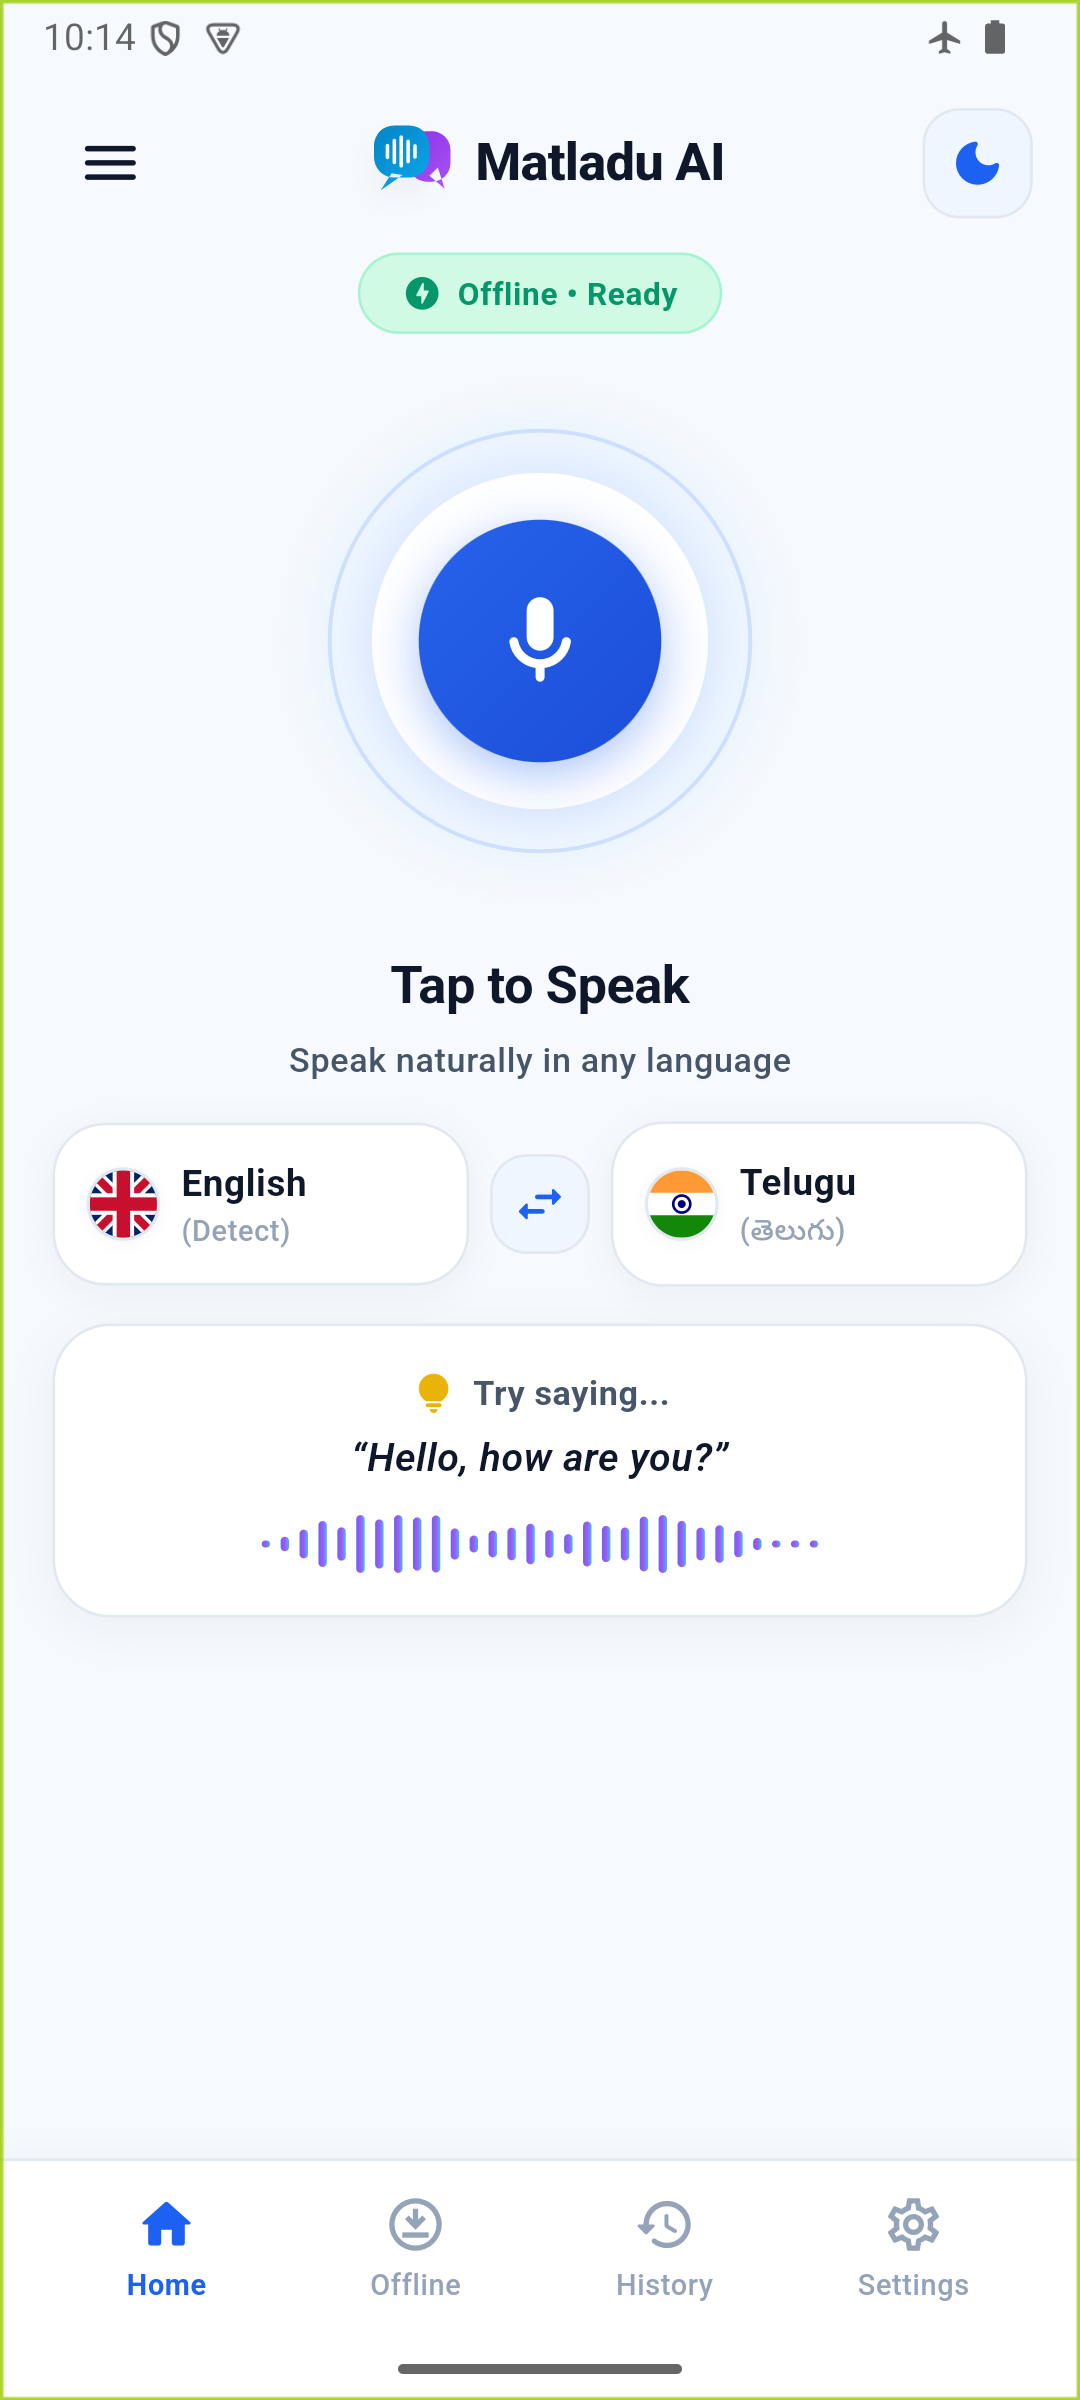 10:14
Matladu AI
Offline • Ready
Tap to Speak
Speak naturally in any language
English
(Detect)
Telugu
(తెలుగు)
Try saying...
“Hello, how are you?”
Home
Offline
History
Settings